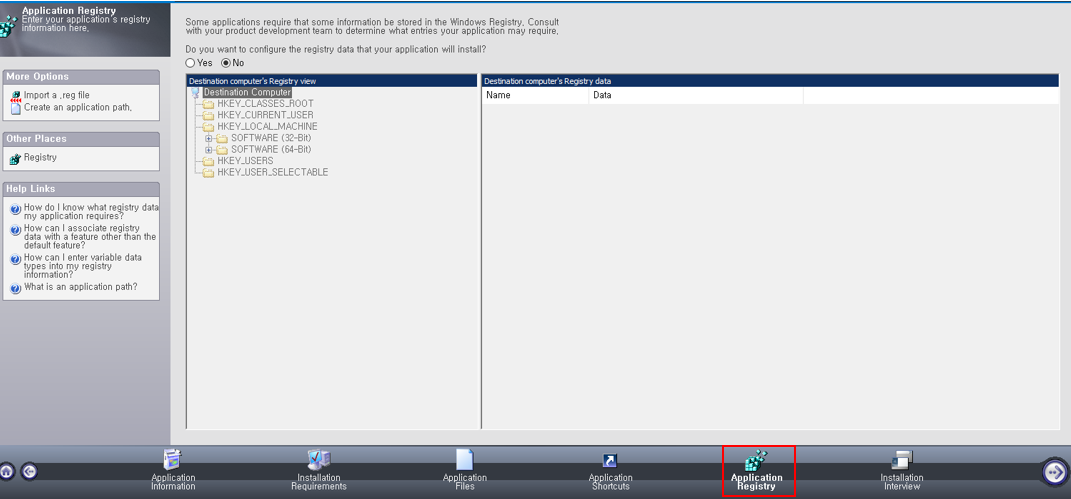 Application Registry
Enter your application's registry
information here.
More Options
Import a .reg file
Create an application path.
Other Places
Registry
Help Links
How do I know what registry data
my application requires?
How can I associate registry
data with a feature other than the
default feature?
How can I enter variable data
types into my registry
information?
What is an application path?
Some applications require that some information be stored in the Windows Registry. Consult
with your product development team to determine what entries your application may require.
Do you want to configure the registry data that your application will install?
Yes No
Destination computer's Registry view
Destination Computer
HKEY_CLASSES_ROOT
HKEY_CURRENT_USER
HKEY_LOCAL_MACHINE
SOFTWARE (32-Bit)
SOFTWARE (64-Bit)
HKEY_USERS
HKEY_USER_SELECTABLE
Destination computer's Registry data
Name Data
Application
Information
Installation
Requirements
Application
Files
Application
Shortcuts
Application
Registry
Installation
Interview